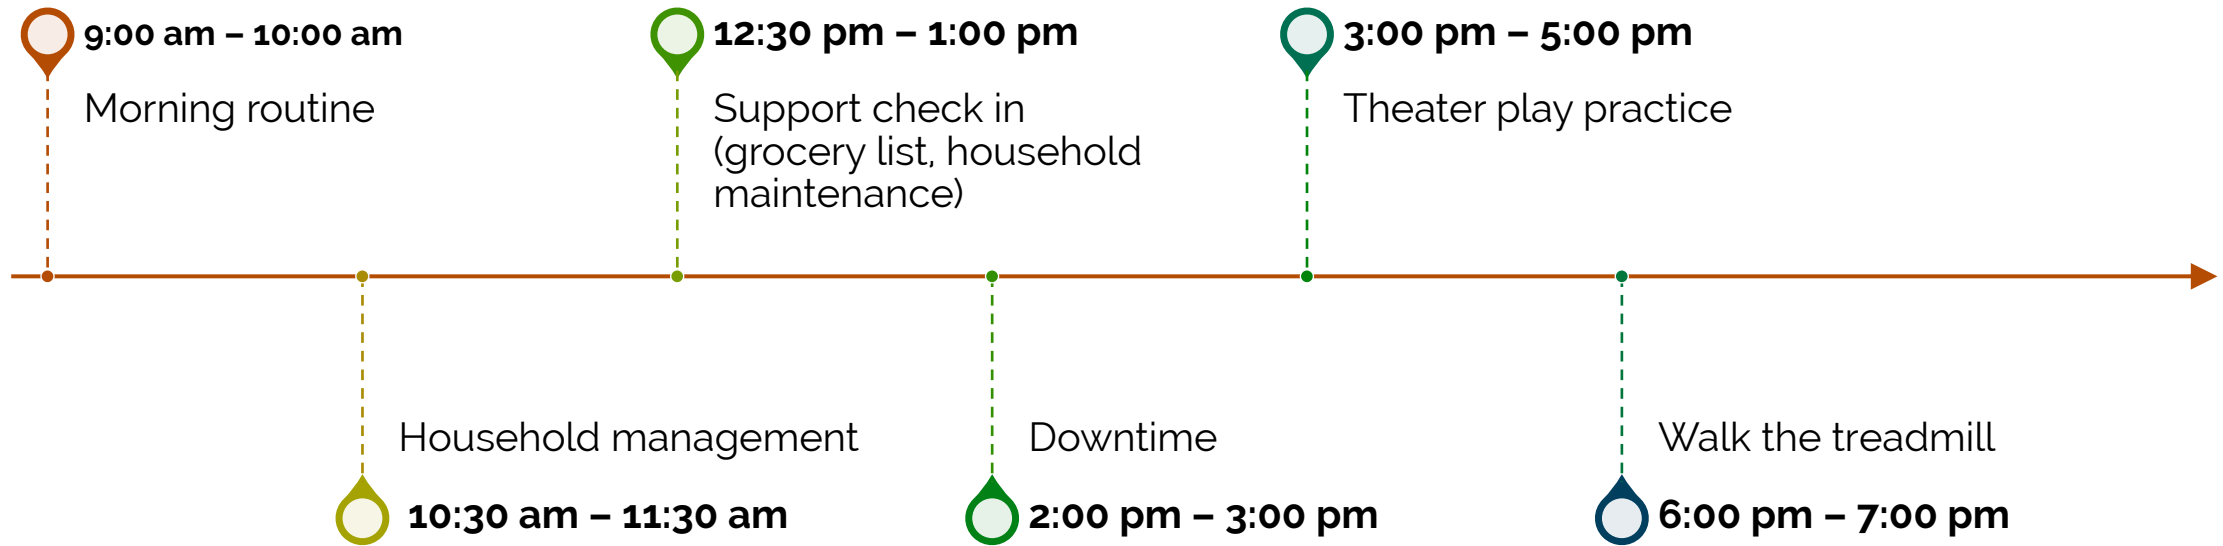 9:00 am – 10:00 am
Morning routine
12:30 pm – 1:00 pm
Support check in
(grocery list, household
maintenance)
3:00 pm – 5:00 pm
Theater play practice
Household management
10:30 am – 11:30 am
Downtime
2:00 pm – 3:00 pm
Walk the treadmill
6:00 pm – 7:00 pm